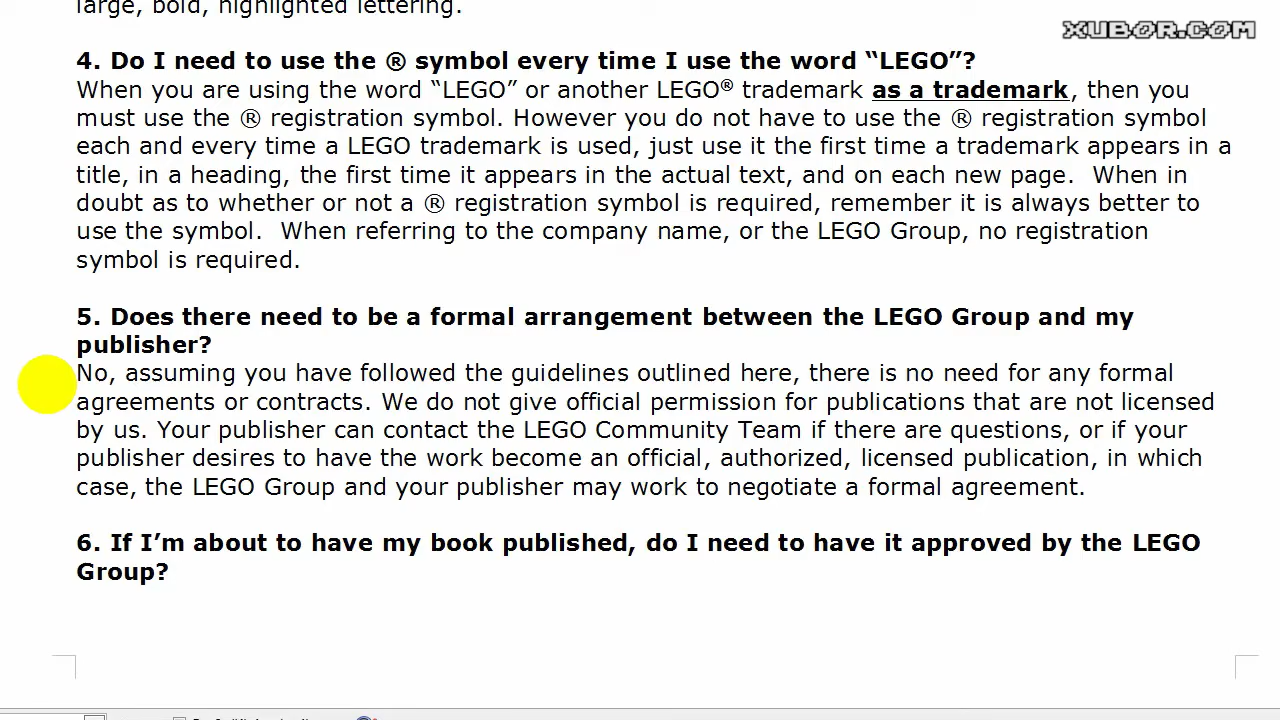 large, bold, highlighted lettering.
XUBOR.COM
4. Do I need to use the ® symbol every time I use the word “LEGO”?
When you are using the word “LEGO” or another LEGO® trademark as a trademark, then you
must use the ® registration symbol. However you do not have to use the ® registration symbol
each and every time a LEGO trademark is used, just use it the first time a trademark appears in a
title, in a heading, the first time it appears in the actual text, and on each new page.  When in
doubt as to whether or not a ® registration symbol is required, remember it is always better to
use the symbol.  When referring to the company name, or the LEGO Group, no registration
symbol is required.
5. Does there need to be a formal arrangement between the LEGO Group and my
publisher?
No, assuming you have followed the guidelines outlined here, there is no need for any formal
agreements or contracts. We do not give official permission for publications that are not licensed
by us. Your publisher can contact the LEGO Community Team if there are questions, or if your
publisher desires to have the work become an official, authorized, licensed publication, in which
case, the LEGO Group and your publisher may work to negotiate a formal agreement.
6. If I’m about to have my book published, do I need to have it approved by the LEGO
Group?